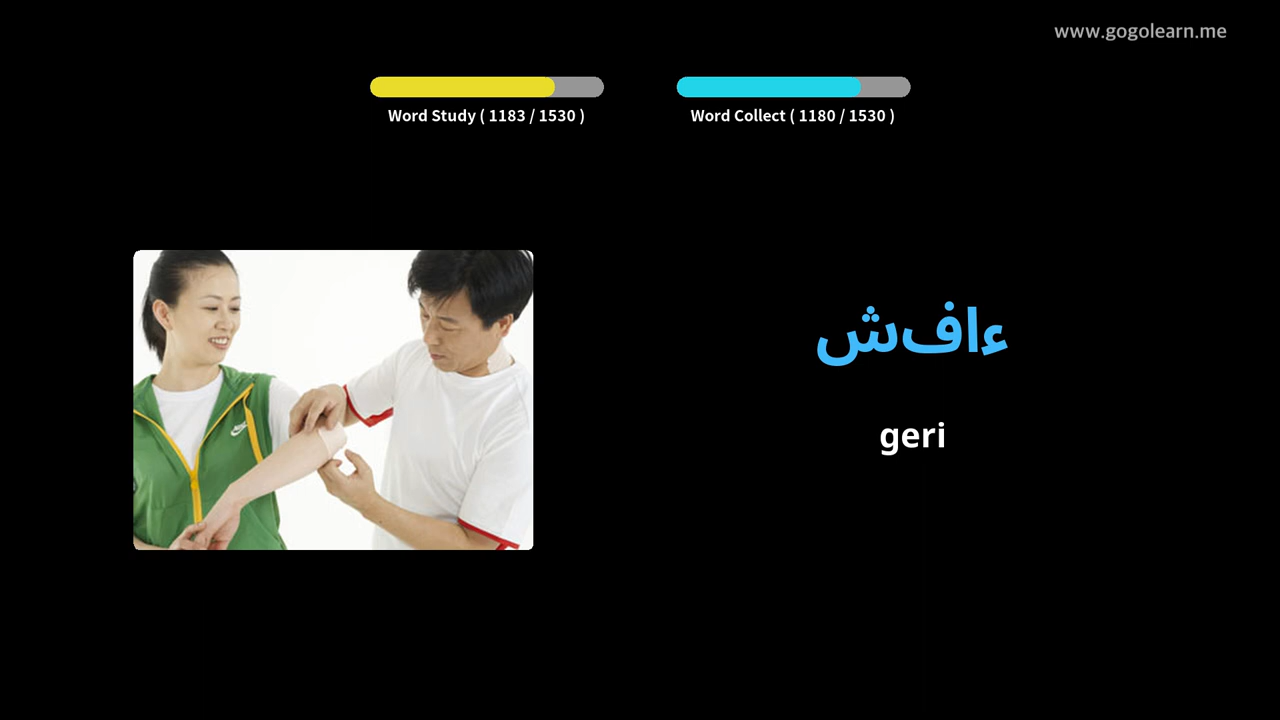 www.gogolearn.me
Word Study ( 1183 / 1530 )
Word Collect ( 1180 / 1530 )
ءافش
geri